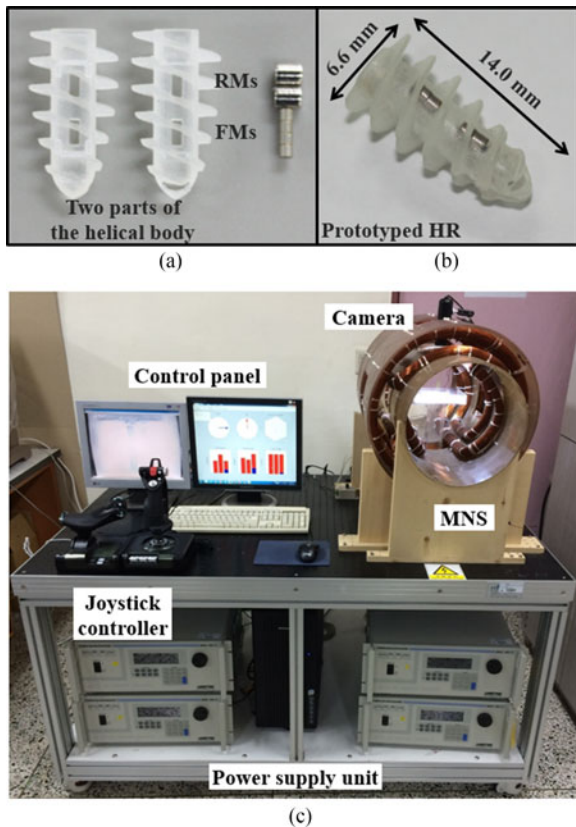 RMs
FMs
Two parts of
the helical body
6.6 mm
14.0 mm
Prototyped HR
(a)
(b)
Camera
Control panel
MNS
Joystick
controller
Power supply unit
(c)